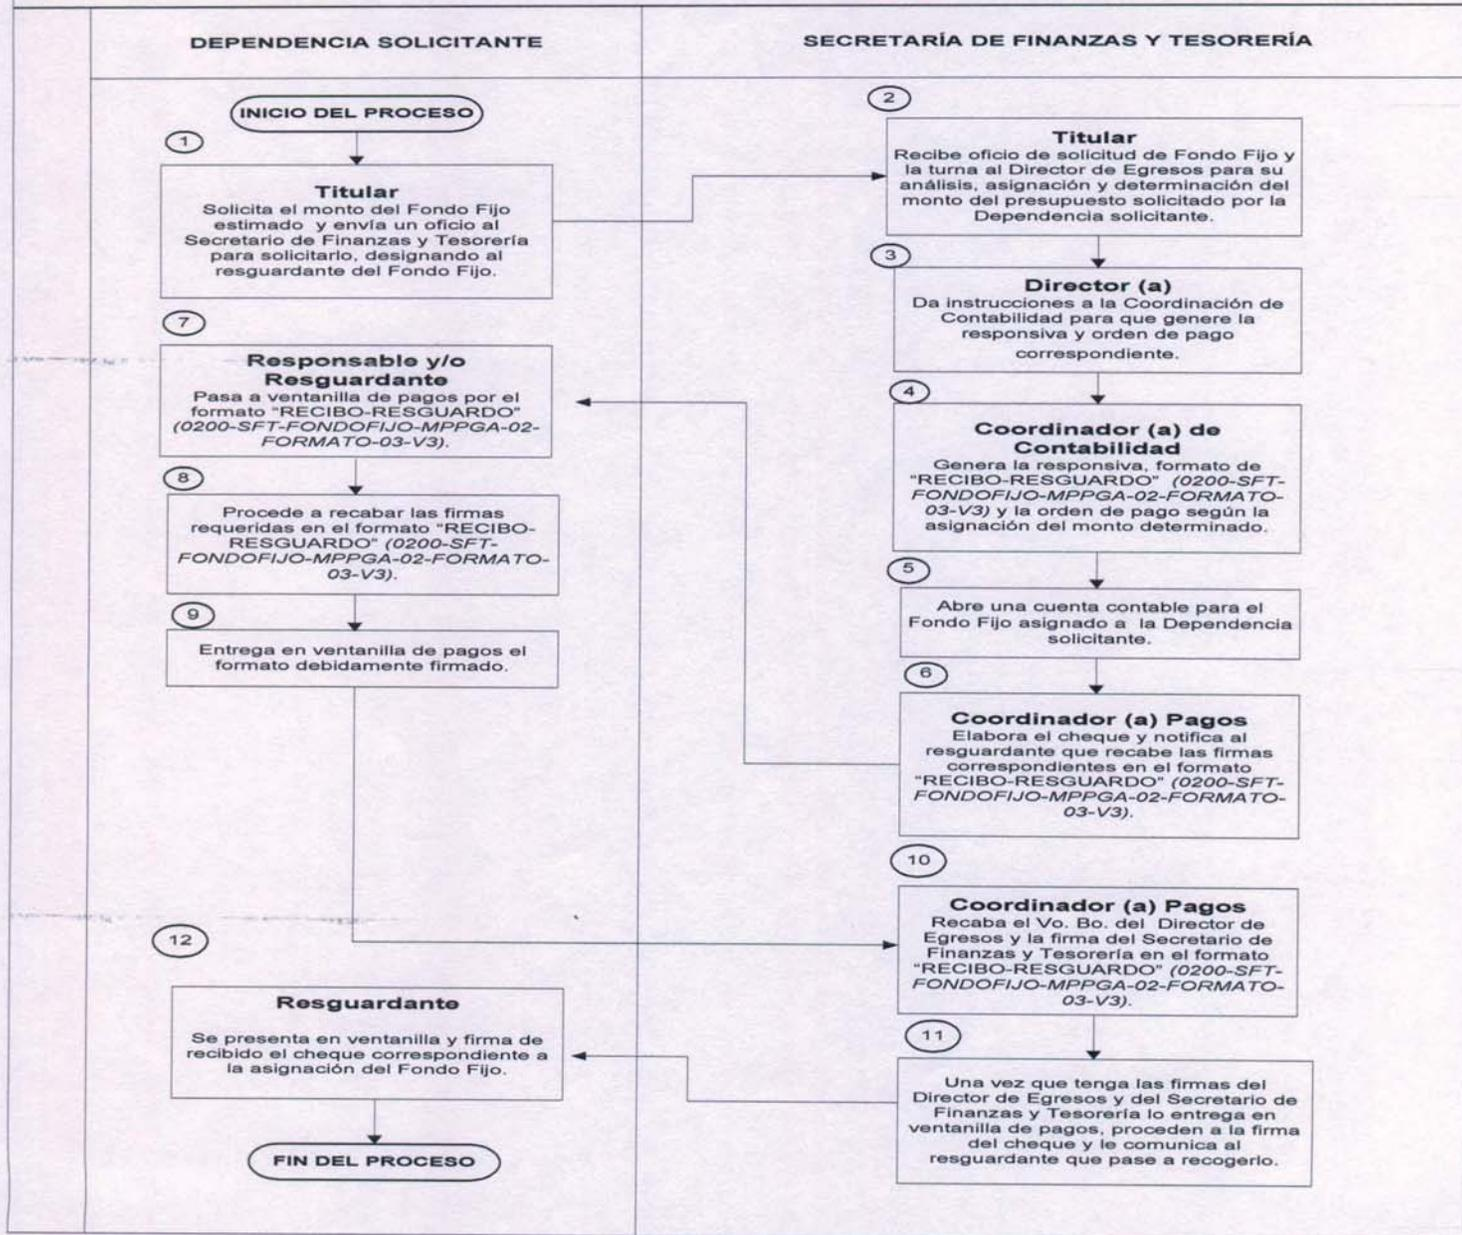 DEPENDENCIA SOLICITANTE
SECRETARÍA DE FINANZAS Y TESORERÍA
INICIO DEL PROCESO
1
Titular
Solicita el monto del Fondo Fijo
estimado y envía un oficio al
Secretario de Finanzas y Tesorería
para solicitarlo, designando al
resguardante del Fondo Fijo.
2
Titular
Recibe oficio de solicitud de Fondo Fijo y
la turna al Director de Egresos para su
análisis, asignación y determinación del
monto del presupuesto solicitado por la
Dependencia solicitante.
3
Director (a)
Da instrucciones a la Coordinación de
Contabilidad para que genere la
responsiva y orden de pago
correspondiente.
4
Coordinador (a) de
Contabilidad
Genera la responsiva, formato de
"RECIBO-RESGUARDO" (0200-SFT-
FONDOFIJO-MPPGA-02-FORMATO-
03-V3) y la orden de pago según la
asignación del monto determinado.
5
Abre una cuenta contable para el
Fondo Fijo asignado a la Dependencia
solicitante.
6
Coordinador (a) Pagos
Elabora el cheque y notifica al
resguardante que recabe las firmas
correspondientes en el formato
"RECIBO-RESGUARDO" (0200-SFT-
FONDOFIJO-MPPGA-02-FORMATO-
03-V3).
7
Responsable y/o
Resguardante
Pasa a ventanilla de pagos por el
formato "RECIBO-RESGUARDO"
(0200-SFT-FONDOFIJO-MPPGA-02-
FORMATO-03-V3).
8
Procede a recabar las firmas
requeridas en el formato "RECIBO-
RESGUARDO" (0200-SFT-
FONDOFIJO-MPPGA-02-FORMATO-
03-V3).
9
Entrega en ventanilla de pagos el
formato debidamente firmado.
10
Coordinador (a) Pagos
Recaba el Vo. Bo. del Director de
Egresos y la firma del Secretario de
Finanzas y Tesorería en el formato
"RECIBO-RESGUARDO" (0200-SFT-
FONDOFIJO-MPPGA-02-FORMATO-
03-V3).
11
Una vez que tenga las firmas del
Director de Egresos y del Secretario de
Finanzas y Tesorería lo entrega en
ventanilla de pagos, proceden a la firma
del cheque y le comunica al
resguardante que pase a recogerlo.
12
Resguardante
Se presenta en ventanilla y firma de
recibido el cheque correspondiente a
la asignación del Fondo Fijo.
FIN DEL PROCESO